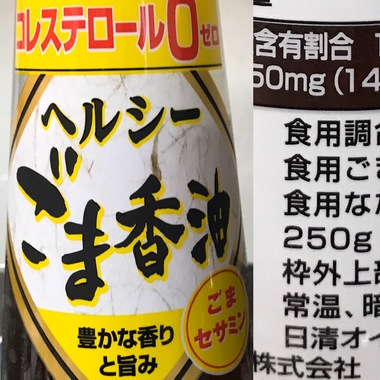 コレステロール0ゼロ
ヘルシー
ごま香油
ごま
セサミン
豊かな香り
と旨み
含有割合
50mg(14
食用調合
食用ごま
食用なた
250g
枠外上部
常温、暗
日清オイ
株式会社